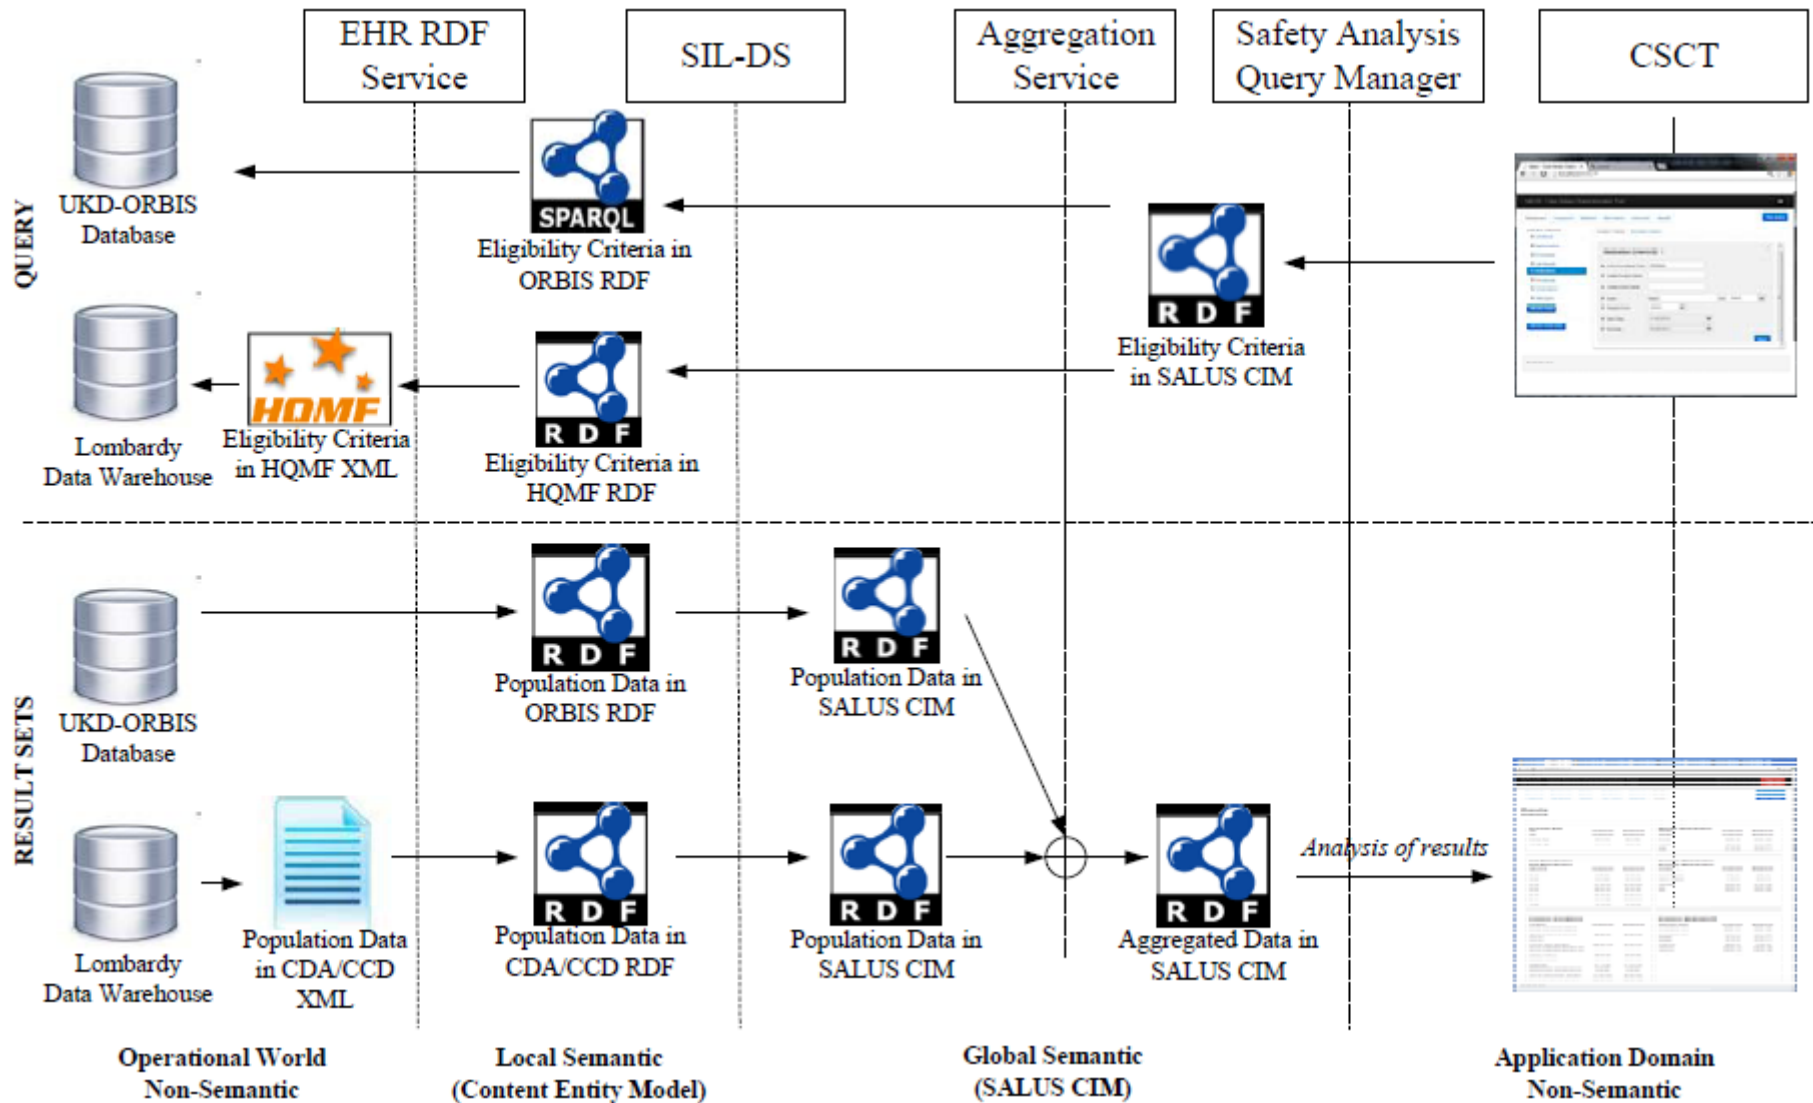 EHR RDF
Service
SIL-DS
Aggregation
Service
Safety Analysis
Query Manager
CSCT
QUERY
UKD-ORBIS
Database
SPARQL
Eligibility Criteria in
ORBIS RDF
RDF
Eligibility Criteria
in SALUS CIM
Lombardy
Data Warehouse
HQMF
Eligibility Criteria
in HQMF XML
RDF
Eligibility Criteria in
HQMF RDF
RESULT SETS
UKD-ORBIS
Database
RDF
Population Data in
ORBIS RDF
RDF
Population Data in
SALUS CIM
Lombardy
Data Warehouse
Population Data
in CDA/CCD
XML
RDF
Population Data in
CDA/CCD RDF
RDF
Population Data in
SALUS CIM
RDF
Aggregated Data in
SALUS CIM
Analysis of results
Operational World
Non-Semantic
Local Semantic
(Content Entity Model)
Global Semantic
(SALUS CIM)
Application Domain
Non-Semantic